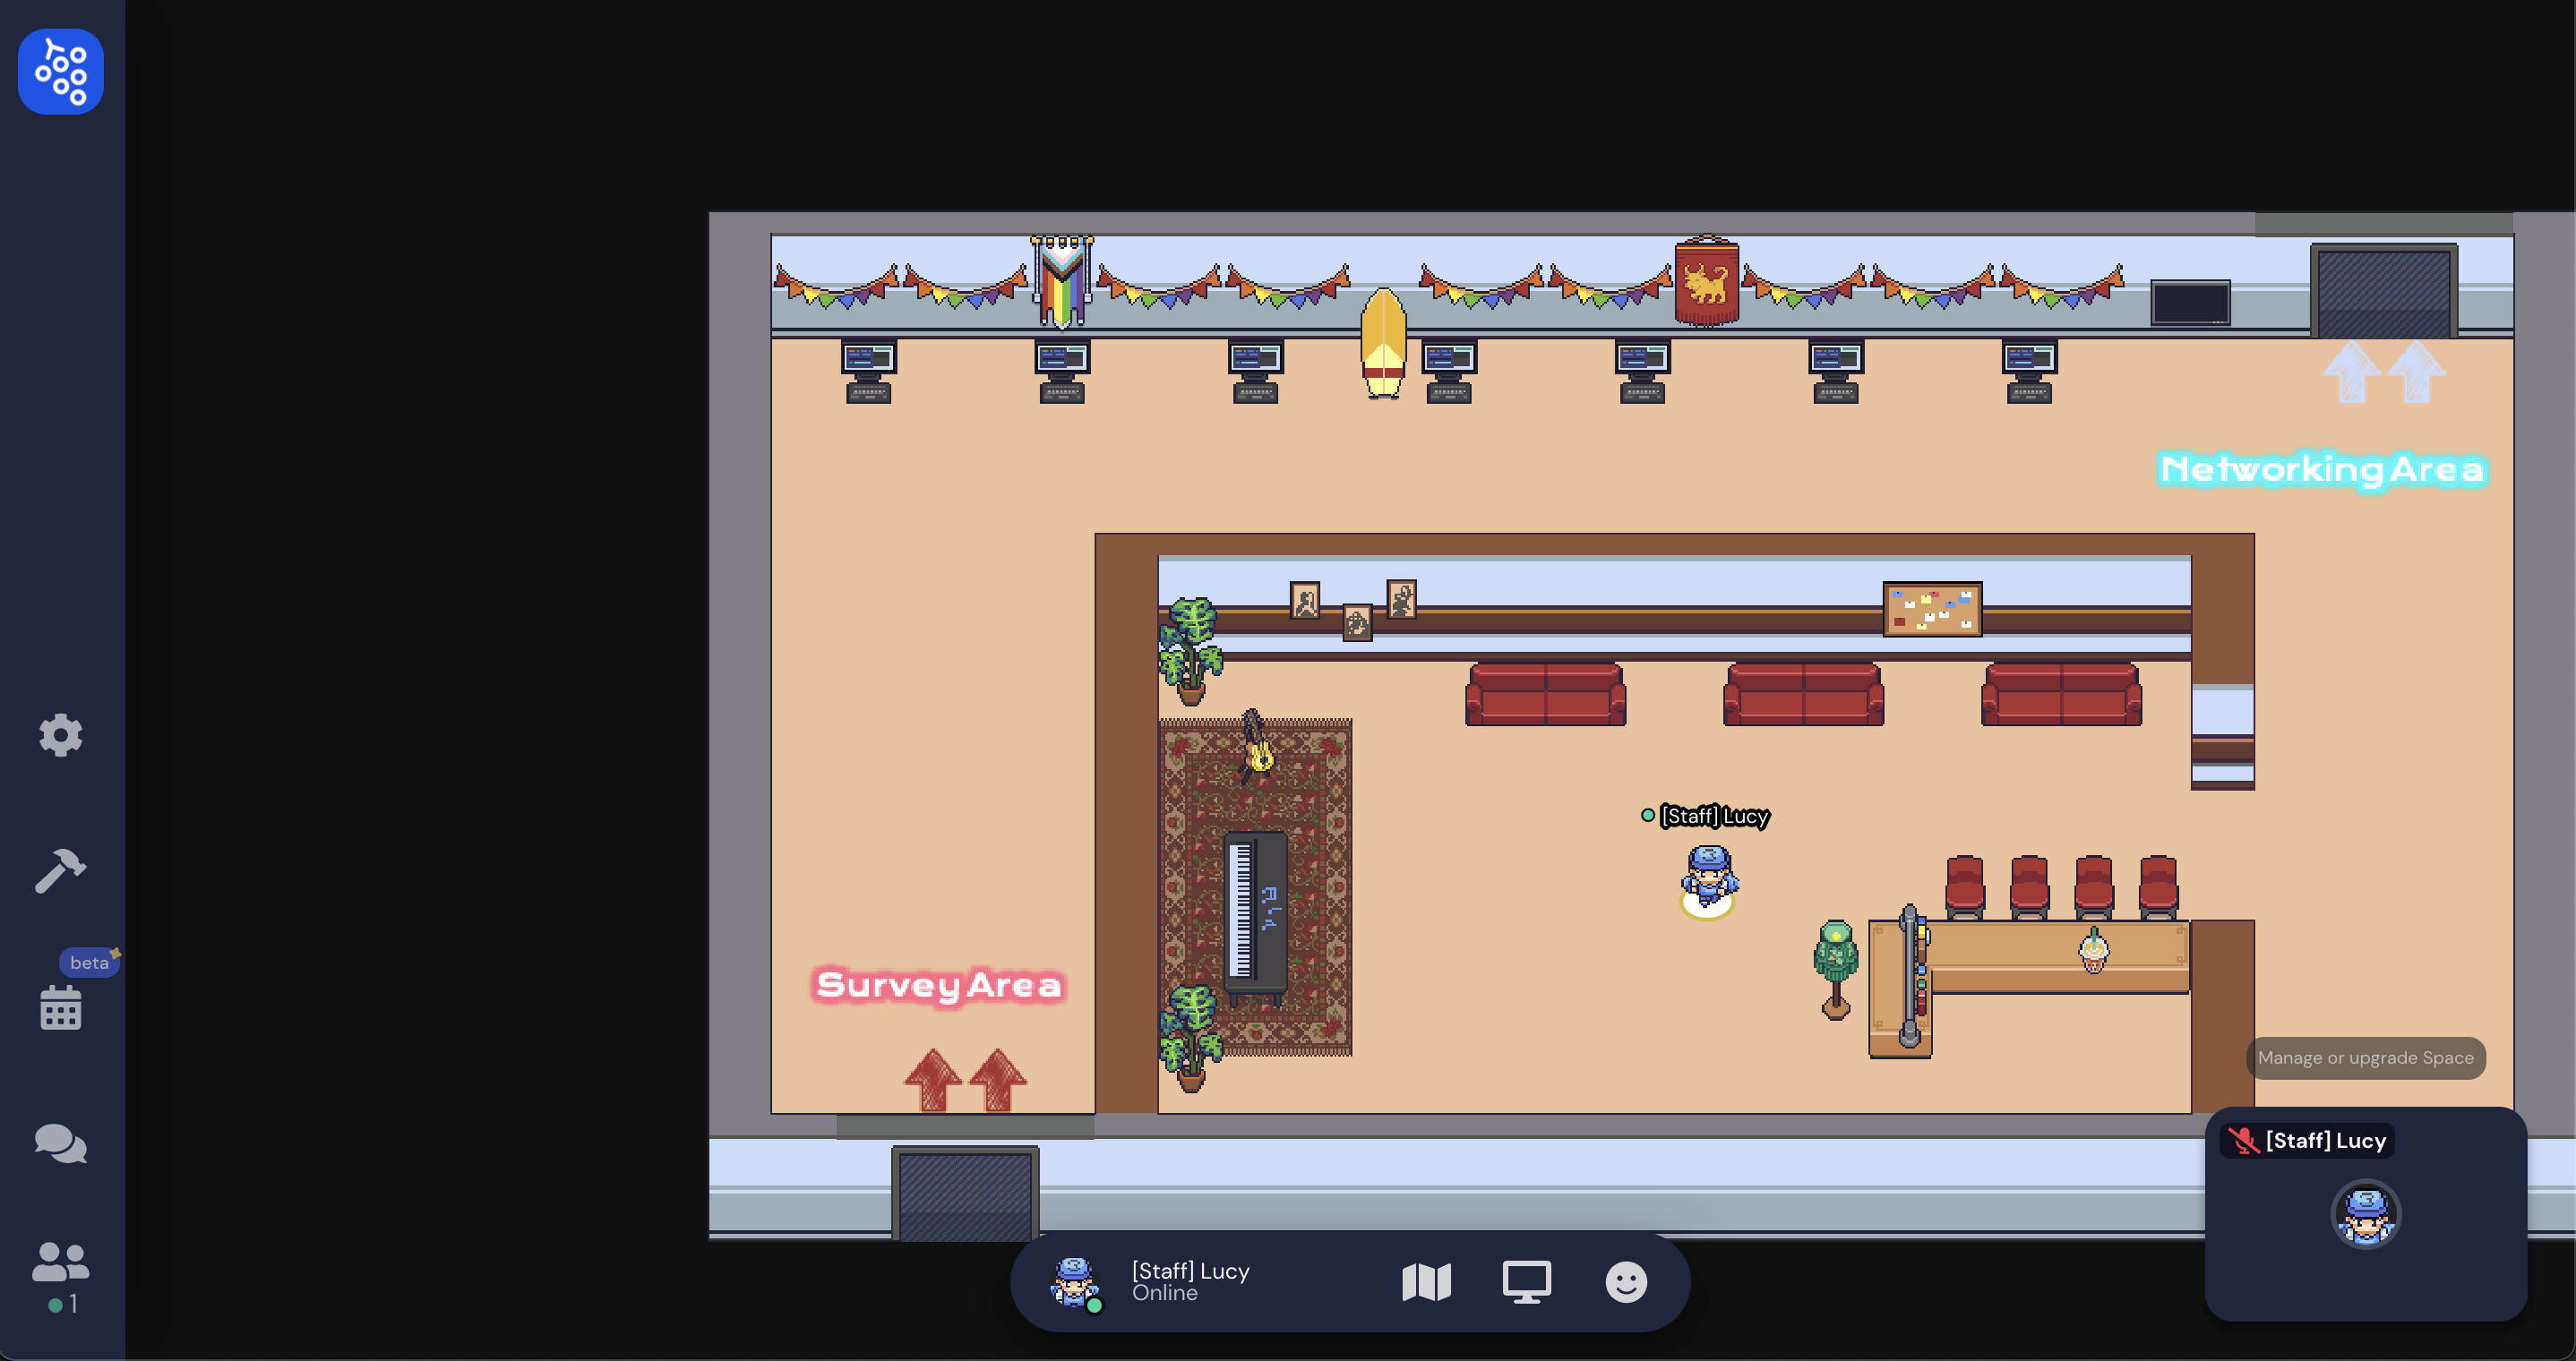 Networking Area
[Staff] Lucy
beta
Survey Area
Manage or upgrade Space
[Staff] Lucy
[Staff] Lucy
Online
1